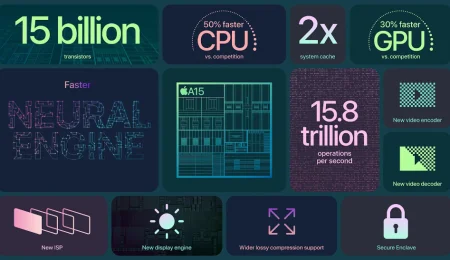 15 billion
transistors
50% faster
CPU
vs. competition
2x
system cache
30% faster
GPU
vs. competition
Faster
NEURAL
ENGINE
A15
15.8
trillion
operations
per second
New video encoder
New video decoder
New ISP
New display engine
Wider lossy compression support
Secure Enclave